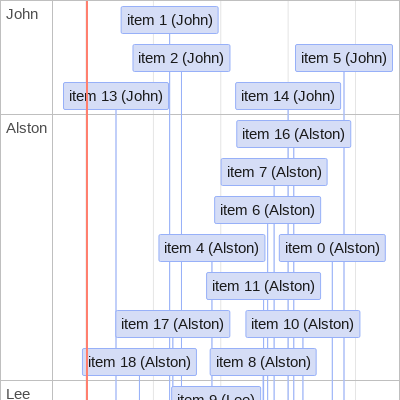 John
item 1 (John)
item 2 (John)
item 5 (John)
item 13 (John)
item 14 (John)
Alston
item 16 (Alston)
item 7 (Alston)
item 6 (Alston)
item 4 (Alston)
item 0 (Alston)
item 11 (Alston)
item 17 (Alston)
item 10 (Alston)
item 18 (Alston)
item 8 (Alston)
Lee
item 9 (Lee)